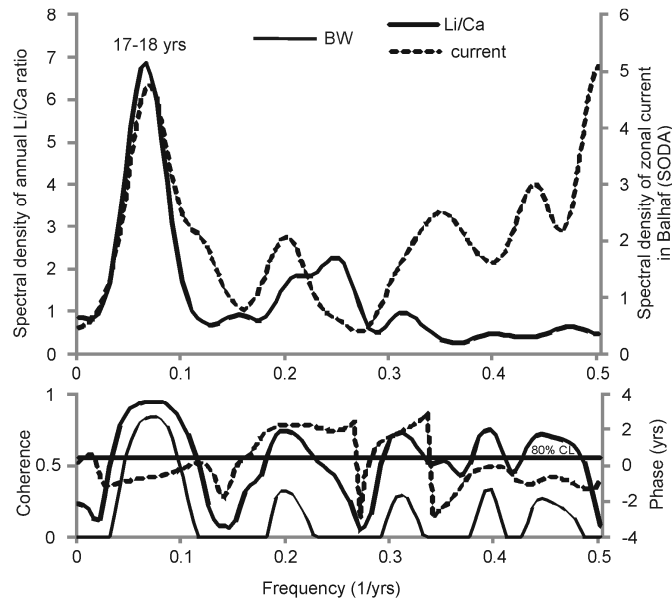 BW
Li/Ca
current
17-18 yrs
Spectral density of annual Li/Ca ratio
8
7
6
5
4
3
2
1
0
Spectral density of zonal current
in Balhaf (SODA)
6
5
4
3
2
1
0
0 0.1 0.2 0.3 0.4 0.5
Coherence
1
0.5
0
80% CL
Phase (yrs)
4
2
0
-2
-4
0 0.1 0.2 0.3 0.4 0.5
Frequency (1/yrs)